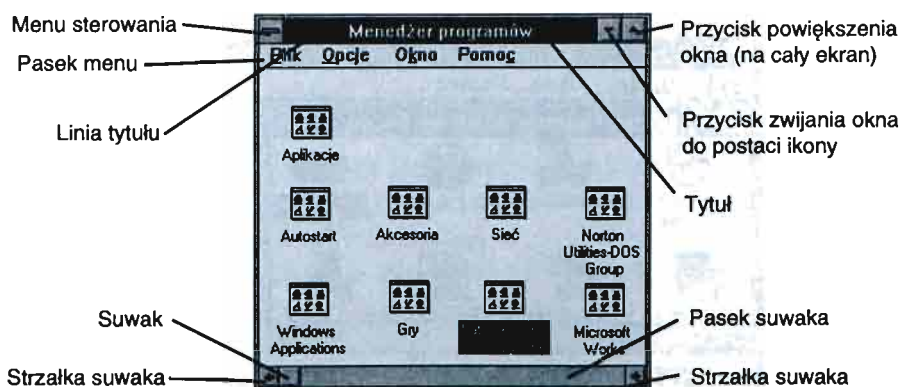 Menu sterowania
Pasek menu
Linia tytułu
Suwak
Strzałka suwaka
Menedżer programów
Plik Opcje Okno Pomoc
Aplikacje
Autostart
Akcesoria
Sieć
Norton
Utilities-DOS
Group
Windows
Applications
Gry
Microsoft
Works
Przycisk powiększenia
okna (na cały ekran)
Przycisk zwijania okna
do postaci ikony
Tytuł
Pasek suwaka
Strzałka suwaka